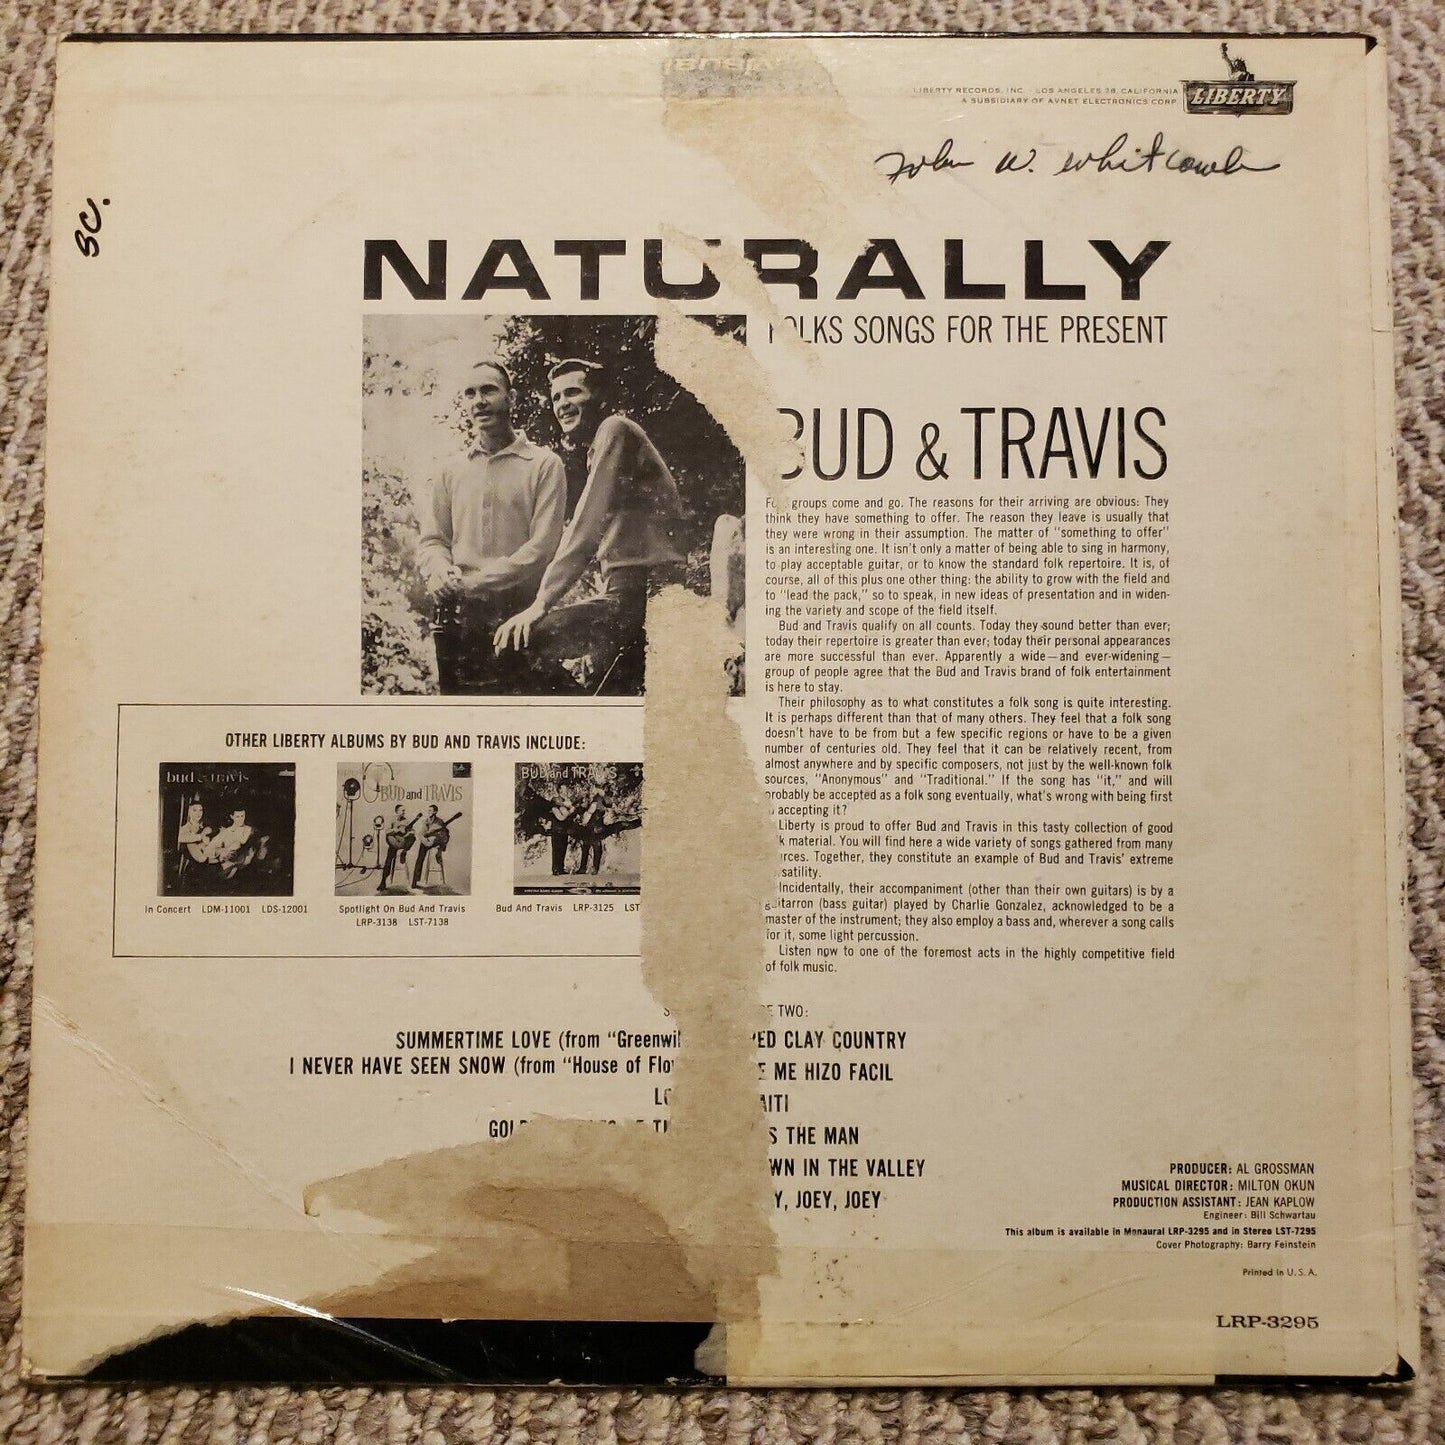 LIBERTY RECORDS, INC. · LOS ANGELES 28, CALIFORNIA
A SUBSIDIARY OF AVNET ELECTRONICS CORP
LIBERTY
John W. Whitcomb
SC.
NATURALLY
FOLKS SONGS FOR THE PRESENT
BUD & TRAVIS
groups come and go. The reasons for their arriving are obvious: They
think they have something to offer. The reason they leave is usually that
they were wrong in their assumption. The matter of "something to offer"
is an interesting one. It isn't only a matter of being able to sing in harmony,
to play acceptable guitar, or to know the standard folk repertoire. It is, of
course, all of this plus one other thing: the ability to grow with the field and
to "lead the pack," so to speak, in new ideas of presentation and in widen-
ing the variety and scope of the field itself.
Bud and Travis qualify on all counts. Today they sound better than ever;
today their repertoire is greater than ever; today their personal appearances
are more successful than ever. Apparently a wide—and ever-widening—
group of people agree that the Bud and Travis brand of folk entertainment
is here to stay.
Their philosophy as to what constitutes a folk song is quite interesting.
It is perhaps different than that of many others. They feel that a folk song
doesn't have to be from but a few specific regions or have to be a given
number of centuries old. They feel that it can be relatively recent, from
almost anywhere and by specific composers, not just by the well-known folk
sources, "Anonymous" and "Traditional." If the song has "it," and will
probably be accepted as a folk song eventually, what's wrong with being first
accepting it?
Liberty is proud to offer Bud and Travis in this tasty collection of good
k material. You will find here a wide variety of songs gathered from many
rces. Together, they constitute an example of Bud and Travis' extreme
satility.
Incidentally, their accompaniment (other than their own guitars) is by a
guitarron (bass guitar) played by Charlie Gonzalez, acknowledged to be a
master of the instrument; they also employ a bass and, wherever a song calls
for it, some light percussion.
Listen now to one of the foremost acts in the highly competitive field
of folk music.
OTHER LIBERTY ALBUMS BY BUD AND TRAVIS INCLUDE:
bud & travis
BUD and TRAVIS
BUD and TRAVIS
In Concert LDM-11001 LDS-12001
Spotlight On Bud And Travis
LRP-3138 LST-7138
Bud And Travis LRP-3125 LST
TWO:
SUMMERTIME LOVE (from "Greenwil
RED CLAY COUNTRY
I NEVER HAVE SEEN SNOW (from "House of Flo
ME HIZO FACIL
LO
AITI
S THE MAN
WN IN THE VALLEY
Y, JOEY, JOEY
PRODUCER: AL GROSSMAN
MUSICAL DIRECTOR: MILTON OKUN
PRODUCTION ASSISTANT: JEAN KAPLOW
Engineer: Bill Schwartau
This album is available in Monaural LRP-3295 and in Stereo LST-7295
Cover Photography: Barry Feinstein
Printed in U. S. A.
LRP-3295